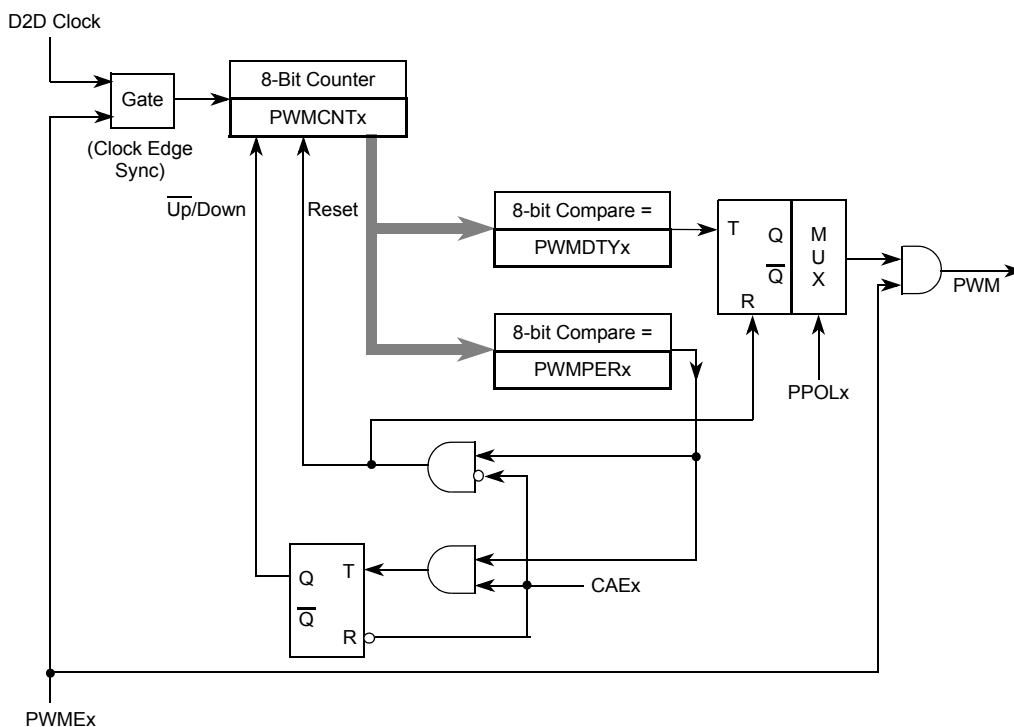 D2D Clock
Gate
(Clock Edge
Sync)
8-Bit Counter
PWMCNTx
Up/Down
Reset
8-bit Compare =
PWMDTYx
T
Q
Q
R
M
U
X
PWM
8-bit Compare =
PWMPERx
PPOLx
Q
T
Q
R
CAEx
PWMEx